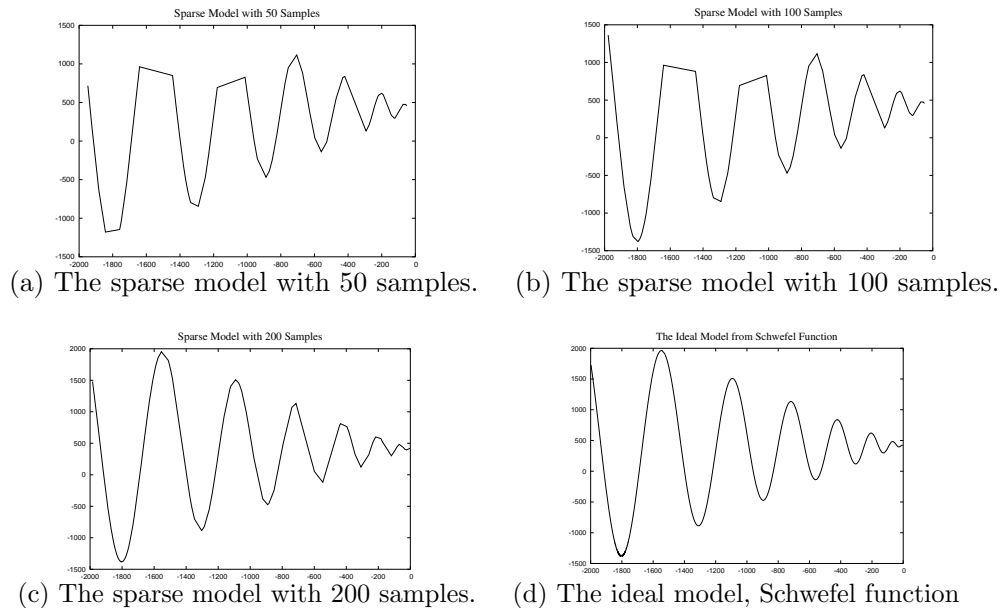 Sparse Model with 50 Samples
1500
1000
500
0
-500
-1000
-1500
-2000 -1800 -1600 -1400 -1200 -1000 -800 -600 -400 -200 0
(a) The sparse model with 50 samples.
Sparse Model with 100 Samples
1500
1000
500
0
-500
-1000
-1500
-2000 -1800 -1600 -1400 -1200 -1000 -800 -600 -400 -200 0
(b) The sparse model with 100 samples.
Sparse Model with 200 Samples
2000
1500
1000
500
0
-500
-1000
-1500
-2000 -1800 -1600 -1400 -1200 -1000 -800 -600 -400 -200 0
(c) The sparse model with 200 samples.
The Ideal Model from Schwefel Function
2000
1500
1000
500
0
-500
-1000
-1500
-2000 -1800 -1600 -1400 -1200 -1000 -800 -600 -400 -200 0
(d) The ideal model, Schwefel function